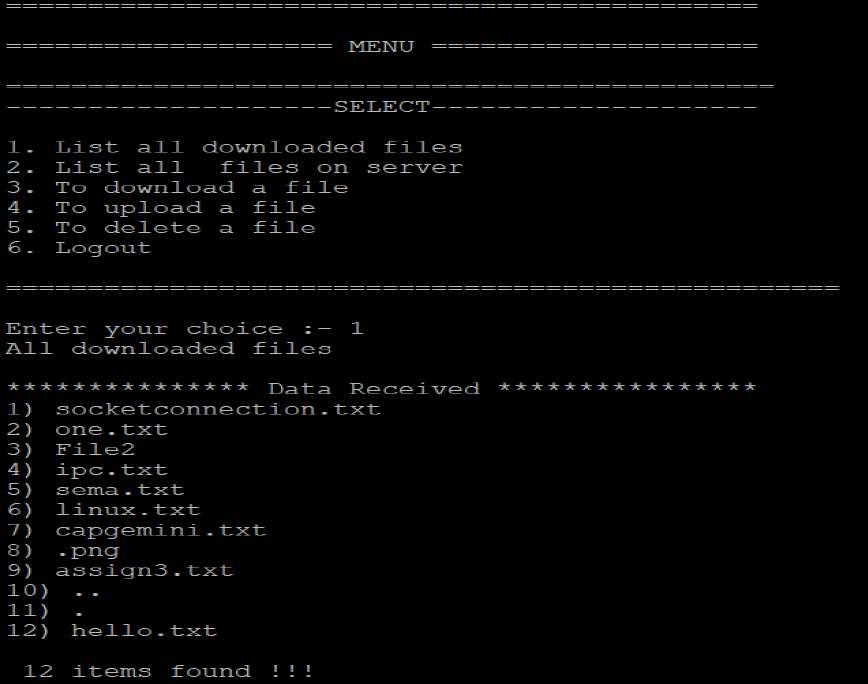 ==============================================
==================== MENU ====================
===============================================
--------------------SELECT--------------------
1. List all downloaded files
2. List all  files on server
3. To download a file
4. To upload a file
5. To delete a file
6. Logout
===================================================
Enter your choice :- 1
All downloaded files
*************** Data Received ****************
1) socketconnection.txt
2) one.txt
3) File2
4) ipc.txt
5) sema.txt
6) linux.txt
7) capgemini.txt
8) .png
9) assign3.txt
10) ..
11) .
12) hello.txt
 12 items found !!!